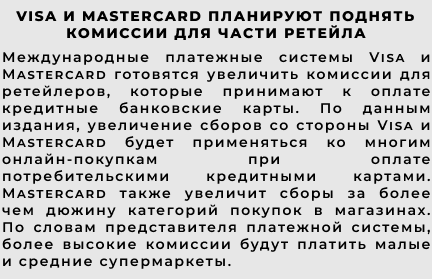 VISA И MASTERCARD ПЛАНИРУЮТ ПОДНЯТЬ
КОМИССИИ ДЛЯ ЧАСТИ РЕТЕЙЛА
Международные платежные системы VISA и
MASTERCARD готовятся увеличить комиссии для
ретейлеров, которые принимают к оплате
кредитные банковские карты. По данным
издания, увеличение сборов со стороны VISA и
MASTERCARD будет применяться ко многим
онлайн-покупкам при оплате
потребительскими кредитными картами.
MASTERCARD также увеличит сборы за более
чем дюжину категорий покупок в магазинах.
По словам представителя платежной системы,
более высокие комиссии будут платить малые
и средние супермаркеты.